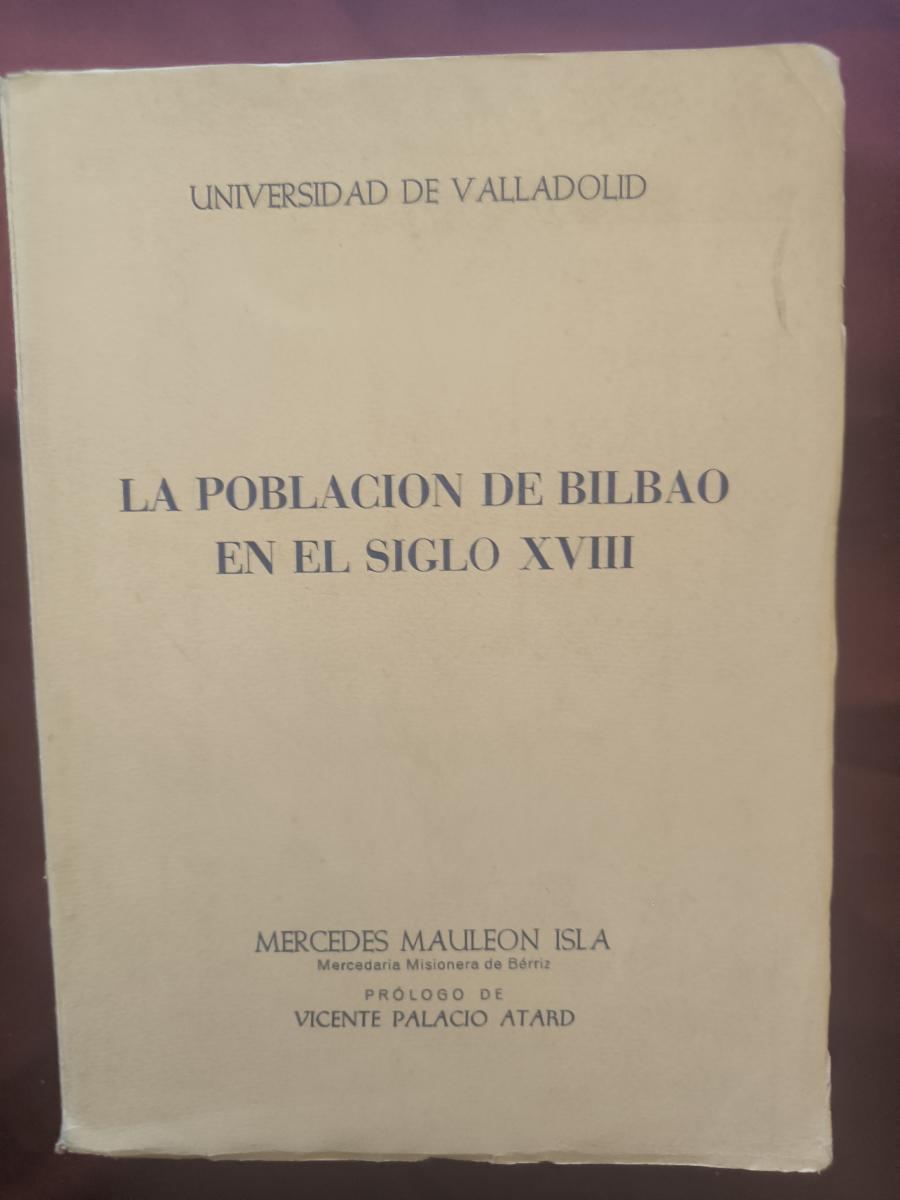 UNIVERSIDAD DE VALLADOLID
LA POBLACION DE BILBAO
EN EL SIGLO XVIII
MERCEDES MAULEON ISLA
Mercedaria Misionera de Bérriz
PRÓLOGO DE
VICENTE PALACIO ATARD